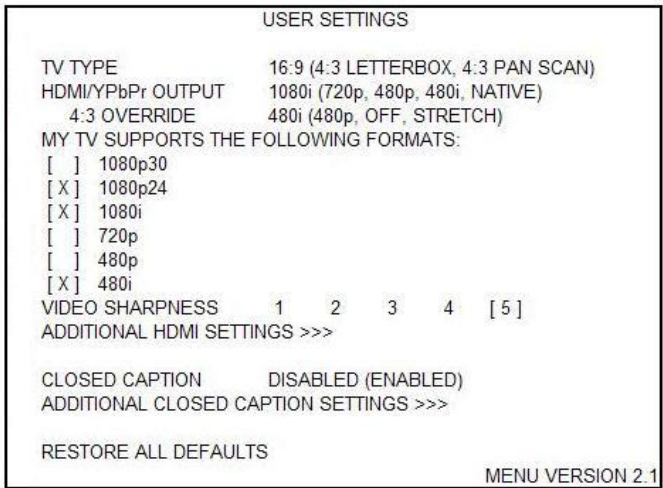 USER SETTINGS
TV TYPE 16:9 (4:3 LETTERBOX, 4:3 PAN SCAN)
HDMI/YPbPr OUTPUT 1080i (720p, 480p, 480i, NATIVE)
4:3 OVERRIDE 480i (480p, OFF, STRETCH)
MY TV SUPPORTS THE FOLLOWING FORMATS:
[ ] 1080p30
[ X ] 1080p24
[ X ] 1080i
[ ] 720p
[ ] 480p
[ X ] 480i
VIDEO SHARPNESS 1 2 3 4 [ 5 ]
ADDITIONAL HDMI SETTINGS >>>
CLOSED CAPTION DISABLED (ENABLED)
ADDITIONAL CLOSED CAPTION SETTINGS >>>
RESTORE ALL DEFAULTS
MENU VERSION 2.1